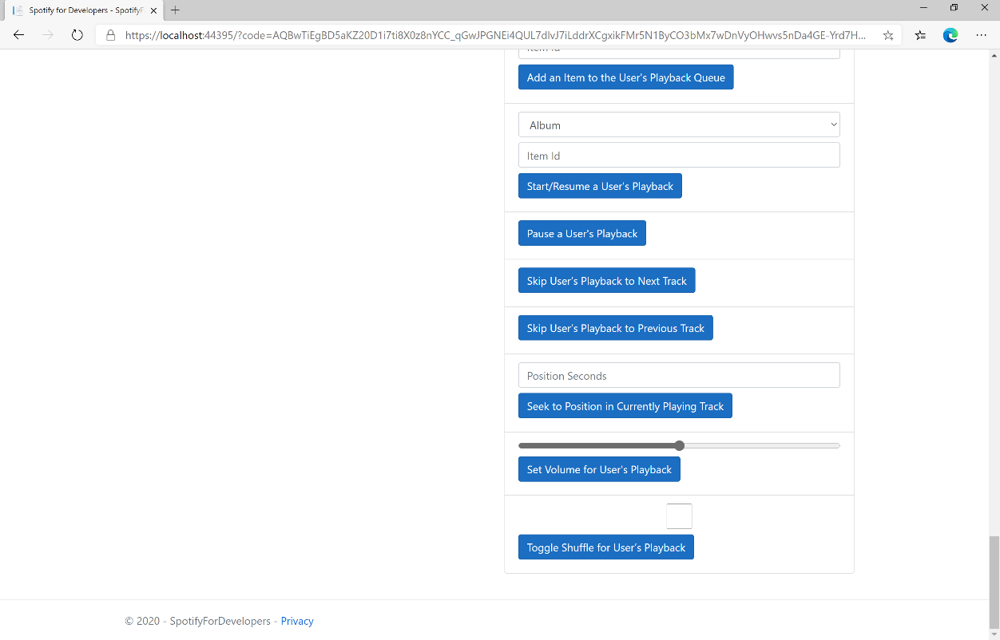 Spotify for Developers - SpotifyF
https://localhost:44395/?code=AQBwTiEgBD5aKZ20D1i7ti8X0z8nYCC_qGwJPGNEi4QUL7dlvJ7iLddrXCgxikFMr5N1ByCO3bMx7wDnVyOHwvs5nDa4GE-Yrd7H...
Item Id
Add an Item to the User's Playback Queue
Album
Item Id
Start/Resume a User's Playback
Pause a User's Playback
Skip User's Playback to Next Track
Skip User's Playback to Previous Track
Position Seconds
Seek to Position in Currently Playing Track
Set Volume for User's Playback
Toggle Shuffle for User's Playback
© 2020 - SpotifyForDevelopers - Privacy